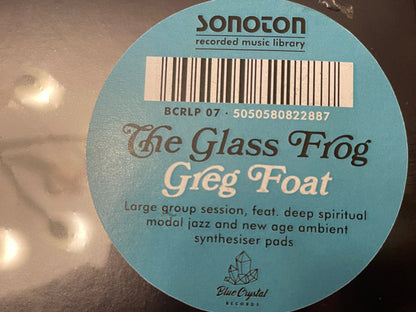 sonoton
recorded music library
BCRLP 07 · 5050580822887
The Glass Frog
Greg Foat
Large group session, feat. deep spiritual
modal jazz and new age ambient
synthesiser pads
Blue Crystal
RECORDS